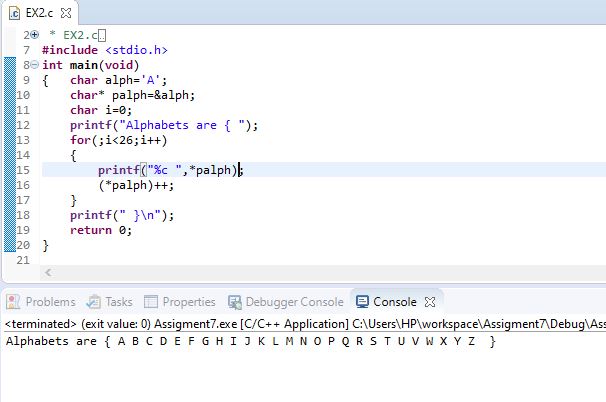 EX2.c
2 * EX2.c
7 #include <stdio.h>
8 int main(void)
9 {   char alph='A';
10     char* palph=&alph;
11     char i=0;
12     printf("Alphabets are { ");
13     for(;i<26;i++)
14     {
15         printf("%c ",*palph);
16         (*palph)++;
17     }
18     printf(" }\n");
19     return 0;
20 }
21
Problems Tasks Properties Debugger Console Console
<terminated> (exit value: 0) Assigment7.exe [C/C++ Application] C:\Users\HP\workspace\Assigment7\Debug\Ass
Alphabets are { A B C D E F G H I J K L M N O P Q R S T U V W X Y Z  }